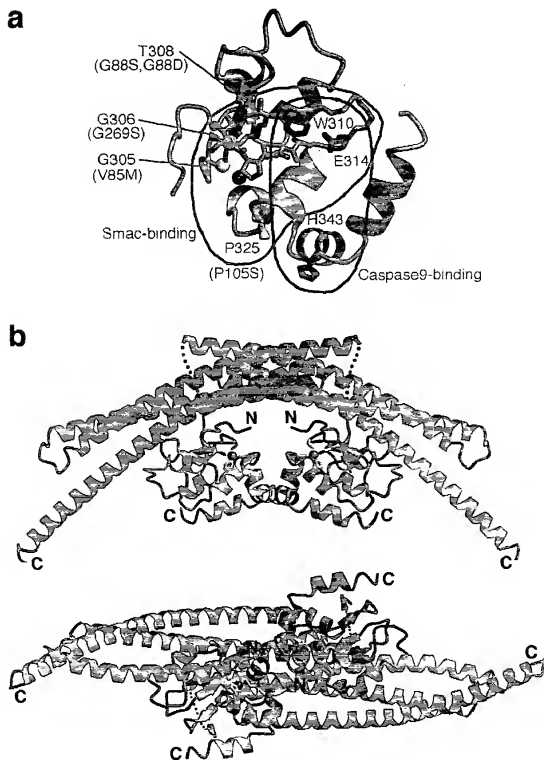 a
T308
(G88S,G88D)
G306
(G269S)
G305
(V85M)
W310
E314
H343
P325
(P105S)
Smac-binding
Caspase9-binding
b
N N
C C
C C
C
N
N
C
C
C